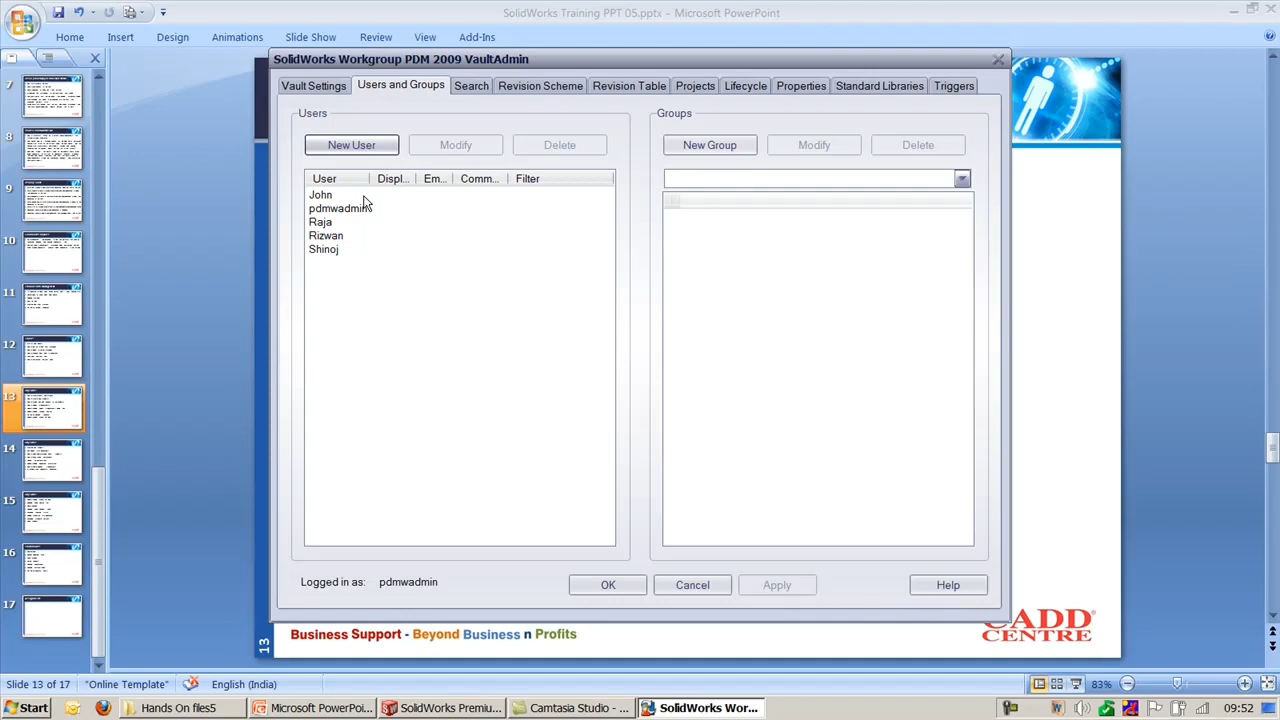 SolidWorks Training PPT 05.pptx - Microsoft PowerPoint
Home Insert Design Animations Slide Show Review View Add-Ins
SolidWorks Workgroup PDM 2009 VaultAdmin
Vault Settings Users and Groups Revision Scheme Revision Table Projects Lifecycle Properties Standard Libraries Triggers
Users Groups
New User Modify Delete New Group Modify Delete
User Displ... Em... Comm... Filter
John
pdmwadmin
Raja
Rizwan
Shinoj
Logged in as: pdmwadmin
OK Cancel Apply Help
7
8
9
10
11
12
13
14
15
16
17
13
Business Support - Beyond Business n Profits
CADD
CENTRE
Slide 13 of 17 "Online Template" English (India) 83%
Start Hands On files5 Microsoft PowerPoi... SolidWorks Premium... Camtasia Studio - ... SolidWorks Wor... 09:52